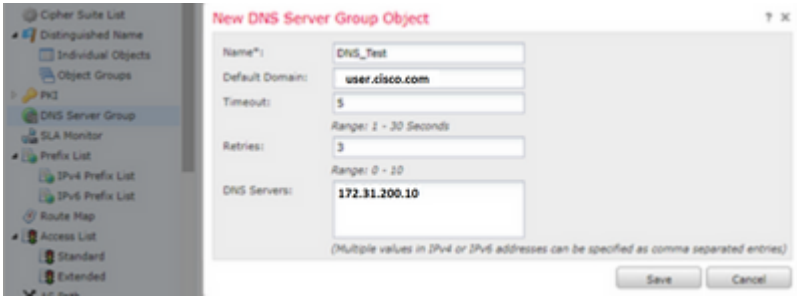 Cipher Suite List
Distinguished Name
Individual Objects
Object Groups
PKI
DNS Server Group
SLA Monitor
Prefix List
IPv4 Prefix List
IPv6 Prefix List
Route Map
Access List
Standard
Extended
AS Path
New DNS Server Group Object
? X
Name*:
DNS_Test
Default Domain:
user.cisco.com
Timeout:
5
Range: 1 - 30 Seconds
Retries:
3
Range: 0 - 10
DNS Servers:
172.31.200.10
(Multiple values in IPv4 or IPv6 addresses can be specified as comma separated entries)
Save
Cancel